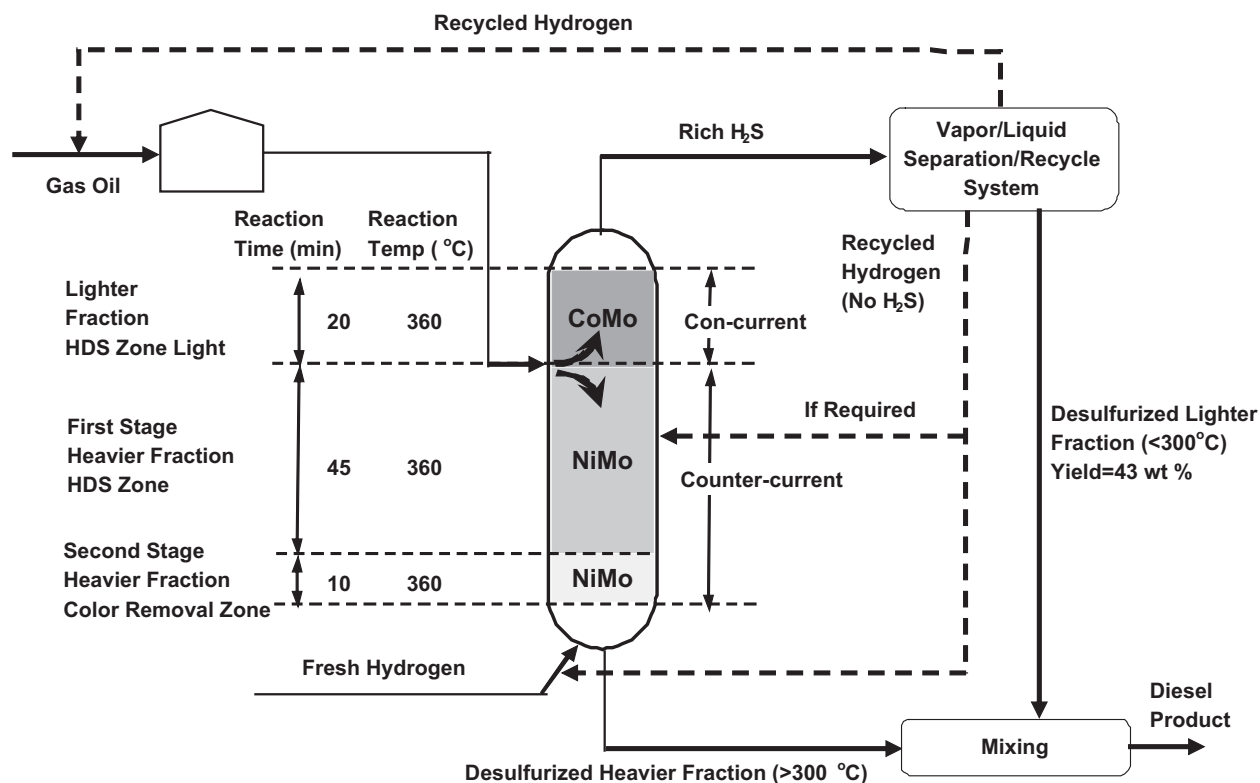 Recycled Hydrogen
Gas Oil
Rich H₂S
Vapor/Liquid
Separation/Recycle
System
Reaction
Time (min)
Reaction
Temp ( °C)
Recycled
Hydrogen
(No H₂S)
Lighter
Fraction
HDS Zone Light
20
360
CoMo
Con-current
If Required
Desulfurized Lighter
Fraction (<300°C)
Yield=43 wt %
First Stage
Heavier Fraction
HDS Zone
45
360
NiMo
Counter-current
Second Stage
Heavier Fraction
Color Removal Zone
10
360
NiMo
Fresh Hydrogen
Diesel
Product
Mixing
Desulfurized Heavier Fraction (>300 °C)